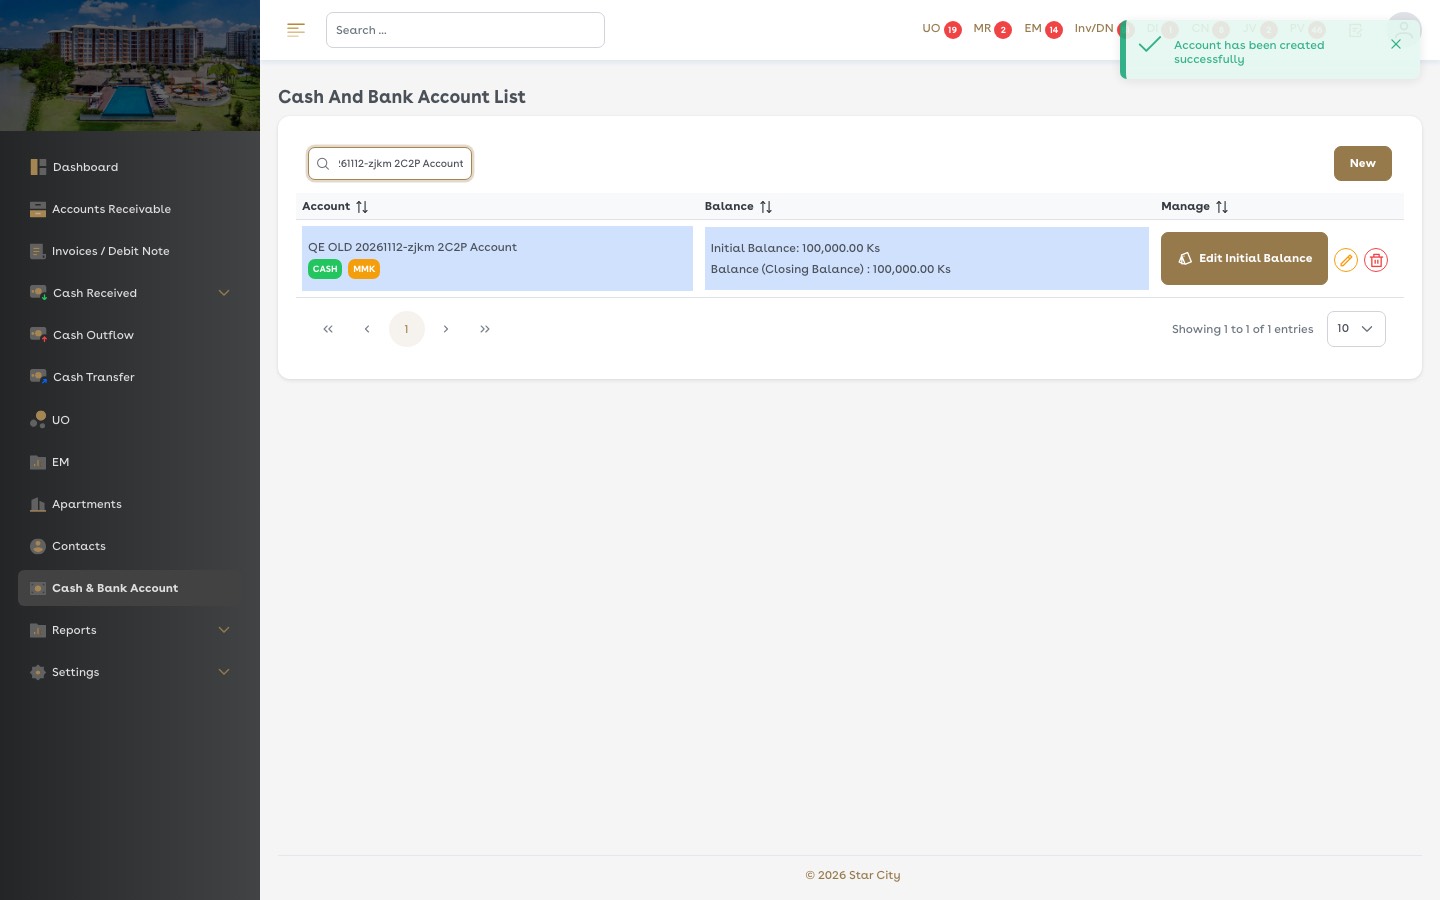 Search ...
UO 19 MR 2 EM 14 Inv/DN
Account has been created
successfully
Dashboard
Accounts Receivable
Invoices / Debit Note
Cash Received
Cash Outflow
Cash Transfer
UO
EM
Apartments
Contacts
Cash & Bank Account
Reports
Settings
Cash And Bank Account List
61112-zjkm 2C2P Account
New
Account Balance Manage
QE OLD 20261112-zjkm 2C2P Account
CASH MMK
Initial Balance: 100,000.00 Ks
Balance (Closing Balance) : 100,000.00 Ks
Edit Initial Balance
1
Showing 1 to 1 of 1 entries
10
© 2026 Star City